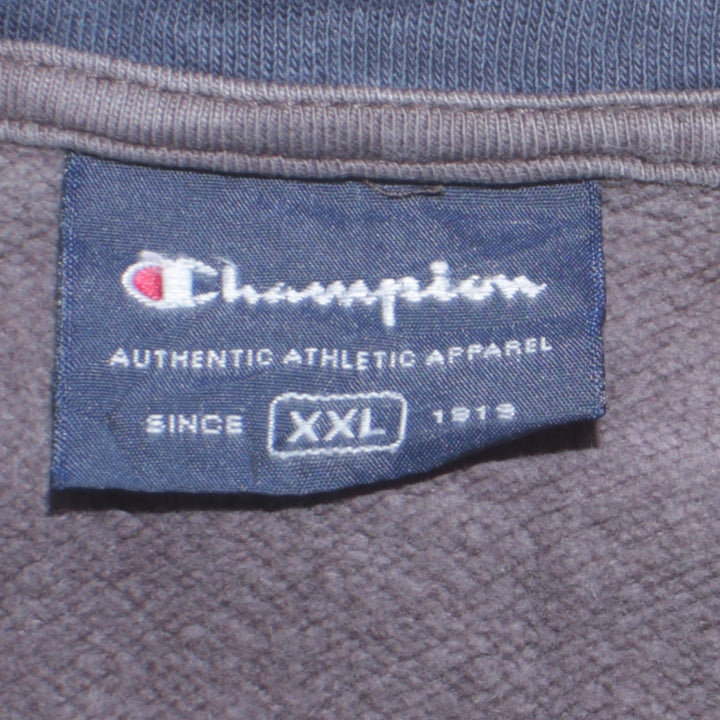 Champion
AUTHENTIC ATHLETIC APPAREL
SINCE XXL 1919